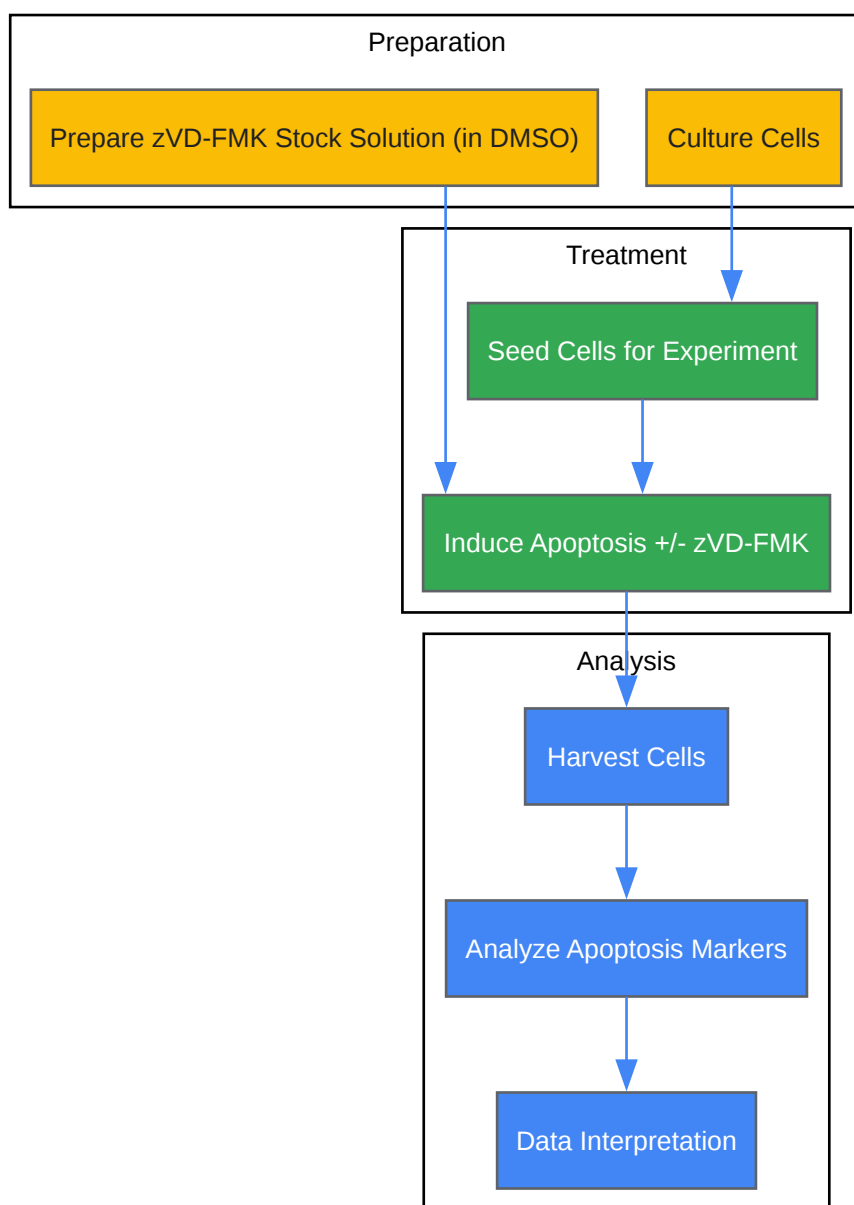 Preparation
Prepare zVD-FMK Stock Solution (in DMSO)
Culture Cells
Treatment
Seed Cells for Experiment
Induce Apoptosis +/- zVD-FMK
Analysis
Harvest Cells
Analyze Apoptosis Markers
Data Interpretation